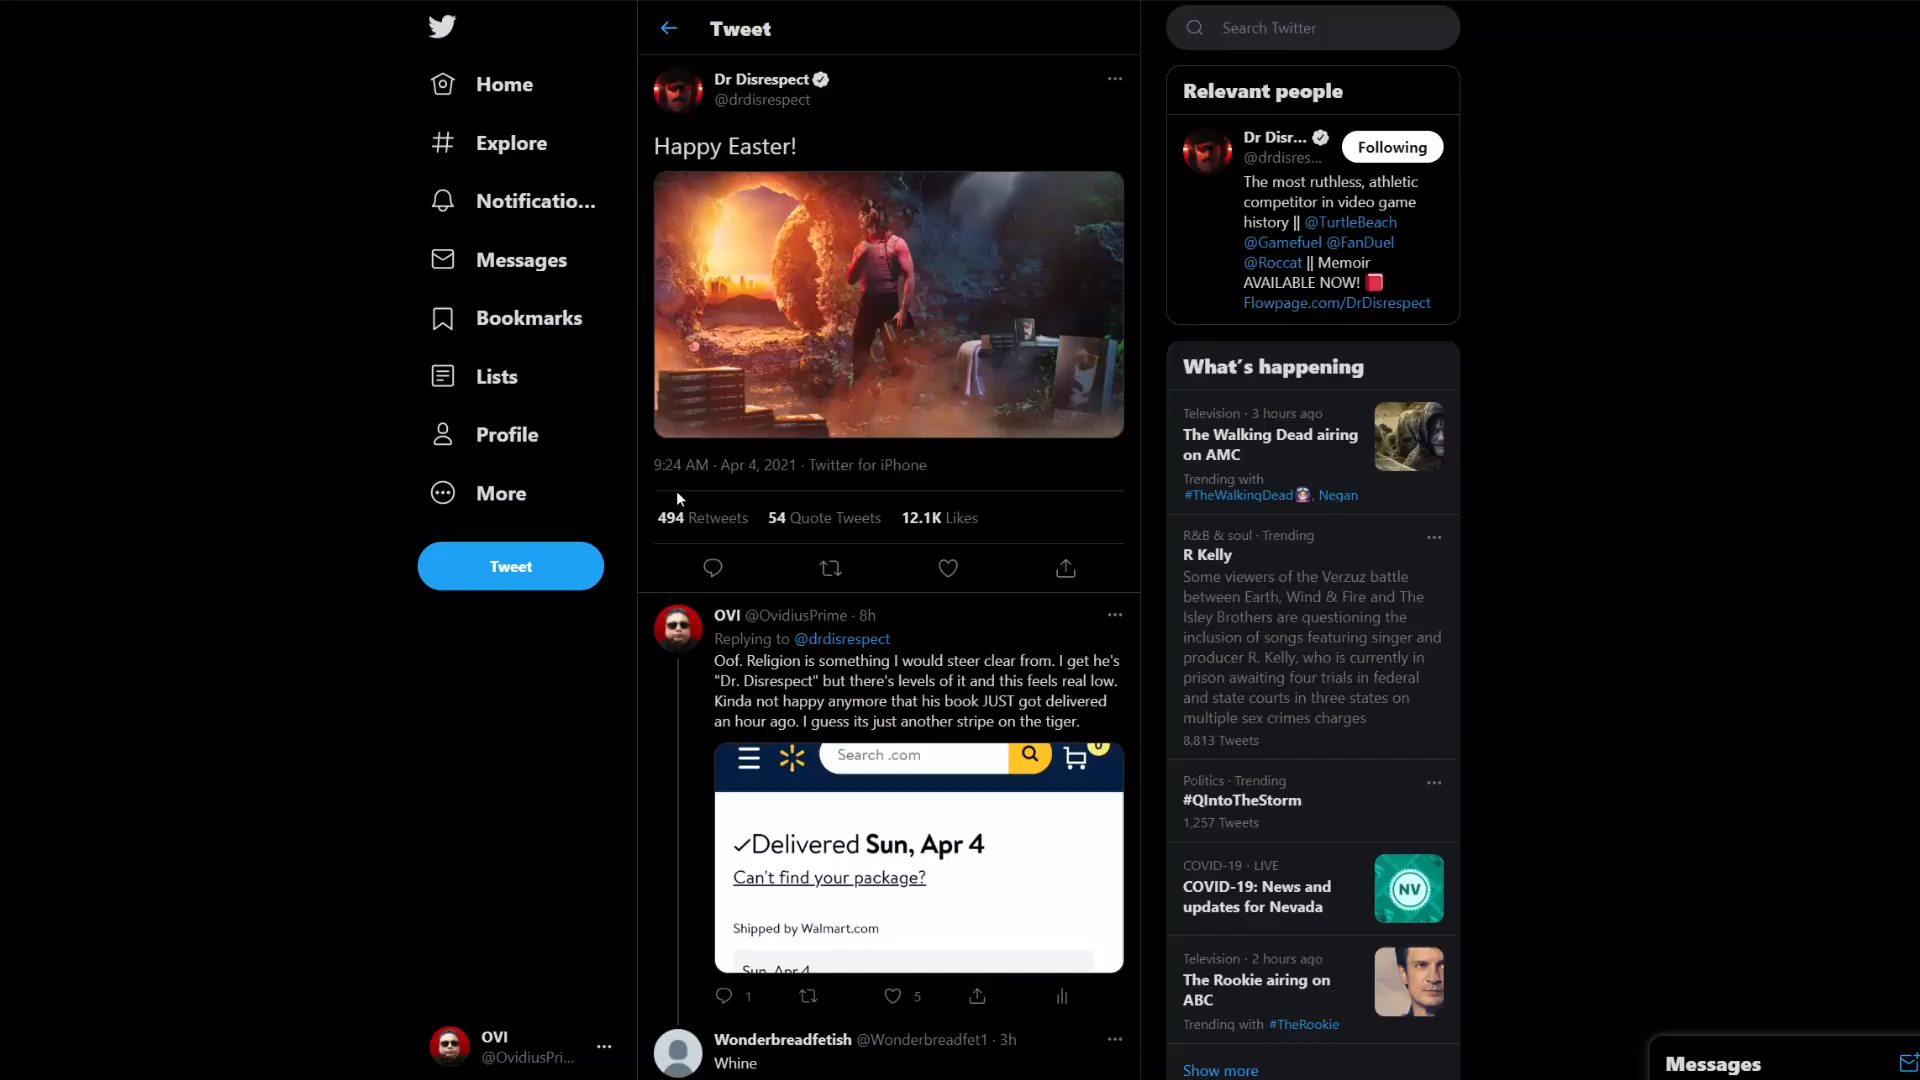 Home
Explore
Notificatio...
Messages
Bookmarks
Lists
Profile
More
Tweet
OVI
@OvidiusPri...
Tweet
Dr Disrespect
@drdisrespect
Happy Easter!
9:24 AM · Apr 4, 2021 · Twitter for iPhone
494 Retweets 54 Quote Tweets 12.1K Likes
OVI @OvidiusPrime · 8h
Replying to @drdisrespect
Oof. Religion is something I would steer clear from. I get he's
"Dr. Disrespect" but there's levels of it and this feels real low.
Kinda not happy anymore that his book JUST got delivered
an hour ago. I guess its just another stripe on the tiger.
Search .com
0
✓Delivered Sun, Apr 4
Can't find your package?
Shipped by Walmart.com
Sun, Apr 4
1
5
Wonderbreadfetish @Wonderbreadfet1 · 3h
Whine
Search Twitter
Relevant people
Dr Disr...
@drdisres...
Following
The most ruthless, athletic
competitor in video game
history || @TurtleBeach
@Gamefuel @FanDuel
@Roccat || Memoir
AVAILABLE NOW!
Flowpage.com/DrDisrespect
What's happening
Television · 3 hours ago
The Walking Dead airing
on AMC
Trending with
#TheWalkingDead, Negan
R&B & soul · Trending
R Kelly
Some viewers of the Verzuz battle
between Earth, Wind & Fire and The
Isley Brothers are questioning the
inclusion of songs featuring singer and
producer R. Kelly, who is currently in
prison awaiting four trials in federal
and state courts in three states on
multiple sex crimes charges
8,813 Tweets
Politics · Trending
#QIntoTheStorm
1,257 Tweets
COVID-19 · LIVE
COVID-19: News and
updates for Nevada
NV
Television · 2 hours ago
The Rookie airing on
ABC
Trending with #TheRookie
Show more
Messages